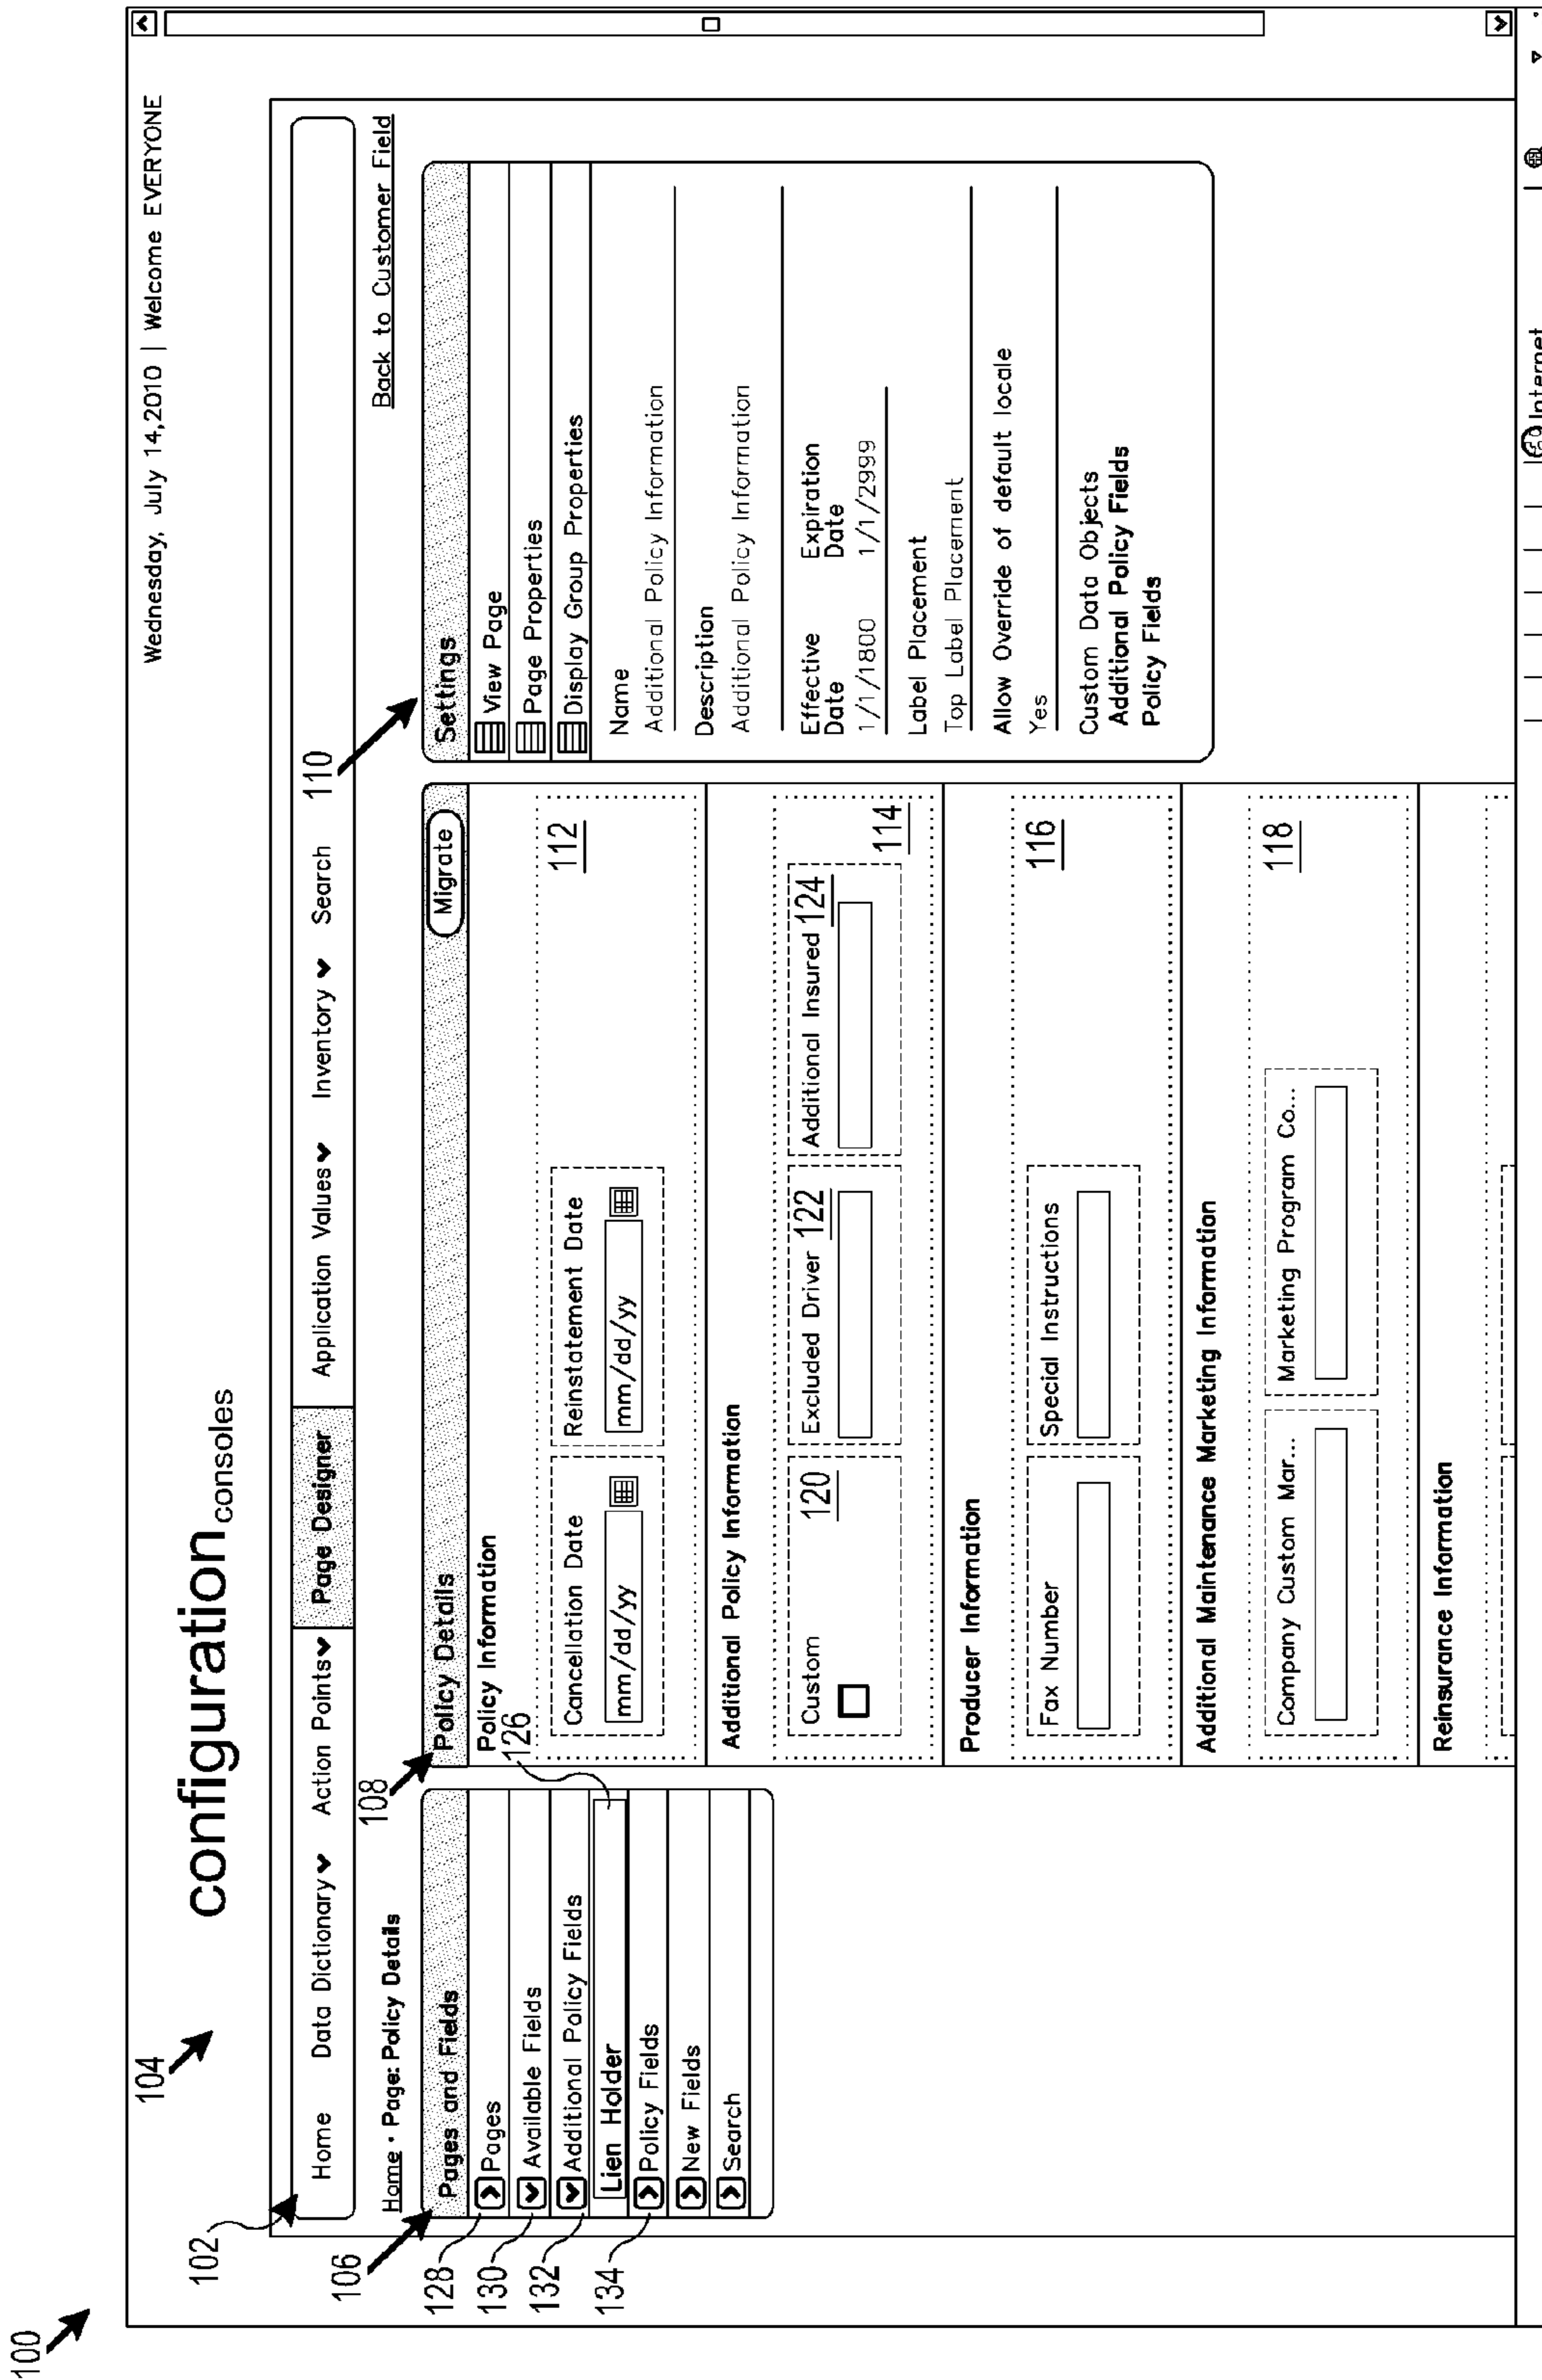 100
104
Wednesday, July 14,2010 | Welcome EVERYONE
configuration consoles
102
Home Data Dictionary Action Points Page Designer Application Values Inventory Search
110
Home · Page: Policy Details
108
Back to Customer Field
106
Pages and Fields
128
Pages
130
Available Fields
132
Additional Policy Fields
Lien Holder
126
134
Policy Fields
New Fields
Search
Policy Details Migrate
Policy Information
Cancellation Date Reinstatement Date 112
mm/dd/yy mm/dd/yy
Additional Policy Information
Custom 120 Excluded Driver 122 Additional Insured 124
114
Producer Information
Fax Number Special Instructions 116
Additional Maintenance Marketing Information
Company Custom Mar... Marketing Program Co... 118
Reinsurance Information
Settings
View Page
Page Properties
Display Group Properties
Name
Additional Policy Information
Description
Additional Policy Information
Effective Expiration
Date Date
1/1/1800 1/1/2999
Label Placement
Top Label Placement
Allow Override of default locale
Yes
Custom Data Objects
Additional Policy Fields
Policy Fields
Internet